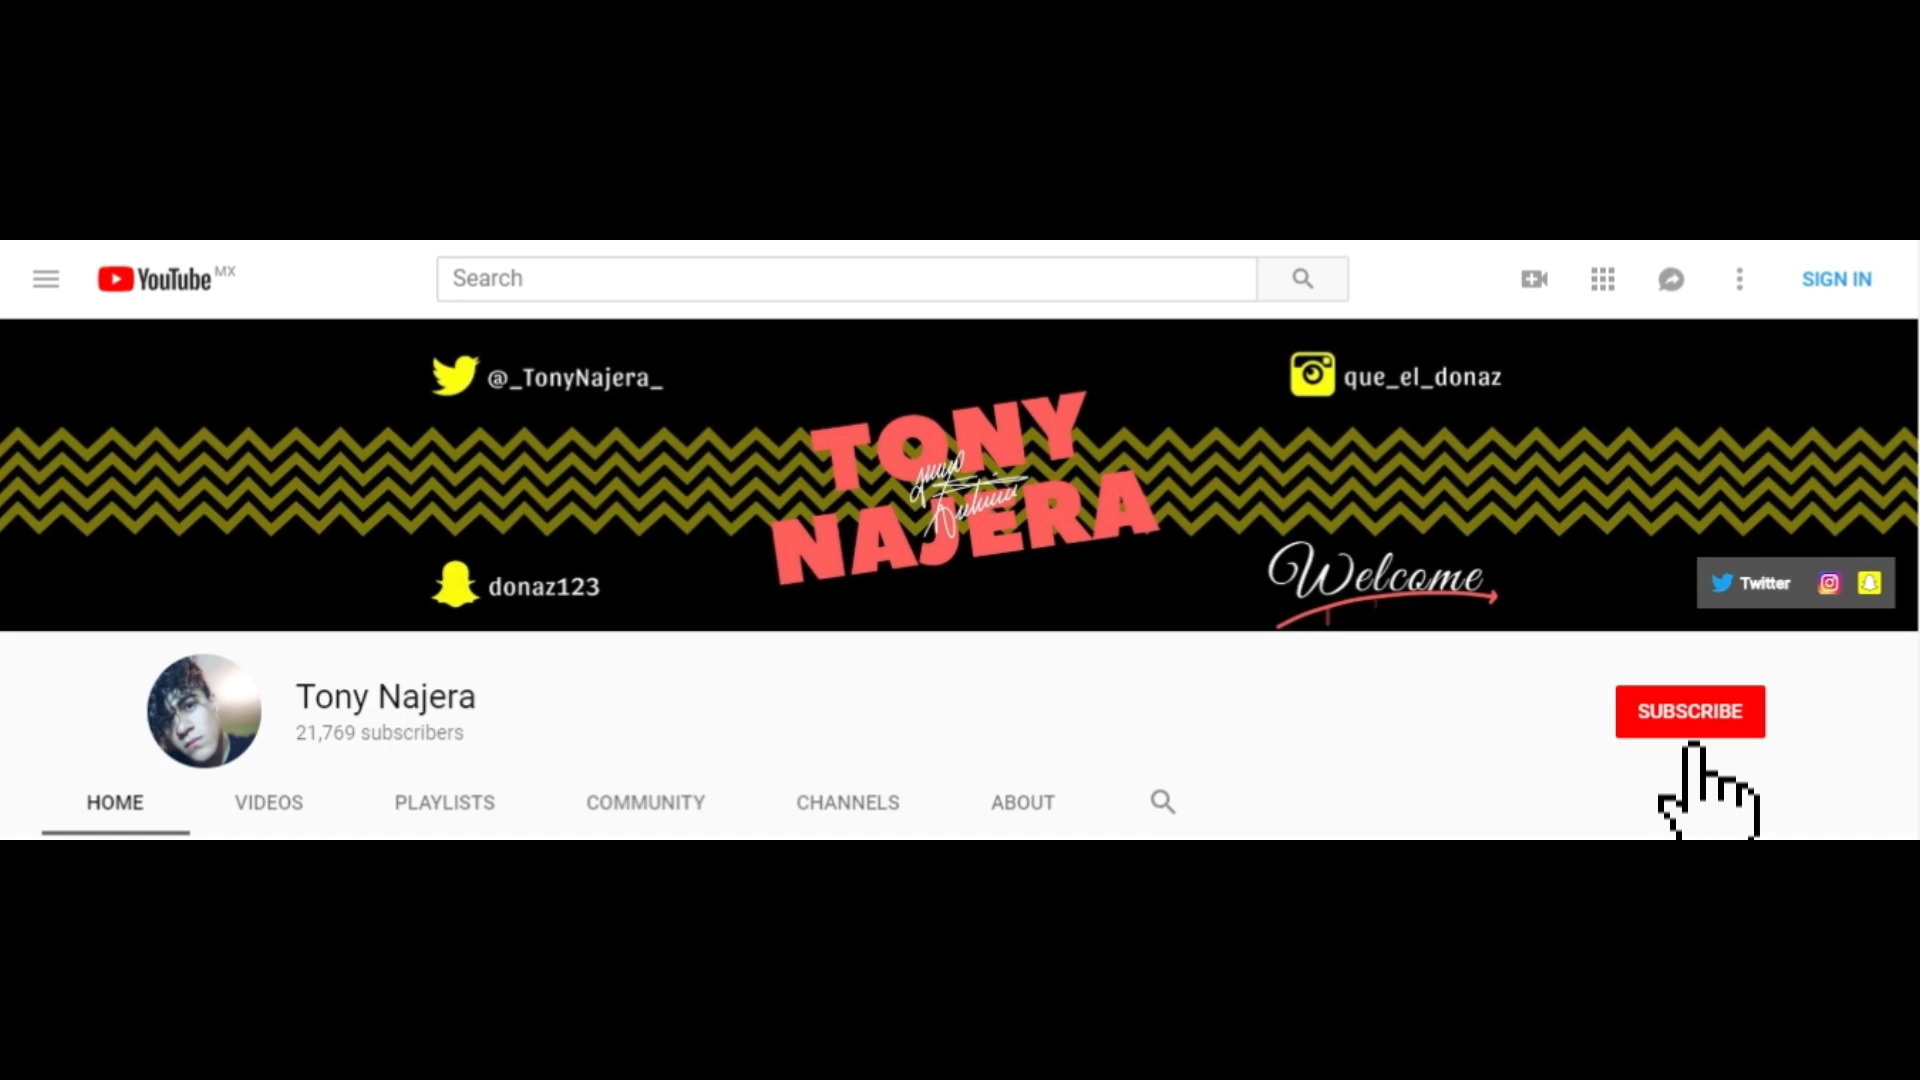 YouTube MX
Search
SIGN IN
@_TonyNajera_
que_el_donaz
TONY
NAJERA
donaz123
Welcome
Twitter
Tony Najera
21,769 subscribers
SUBSCRIBE
HOME VIDEOS PLAYLISTS COMMUNITY CHANNELS ABOUT